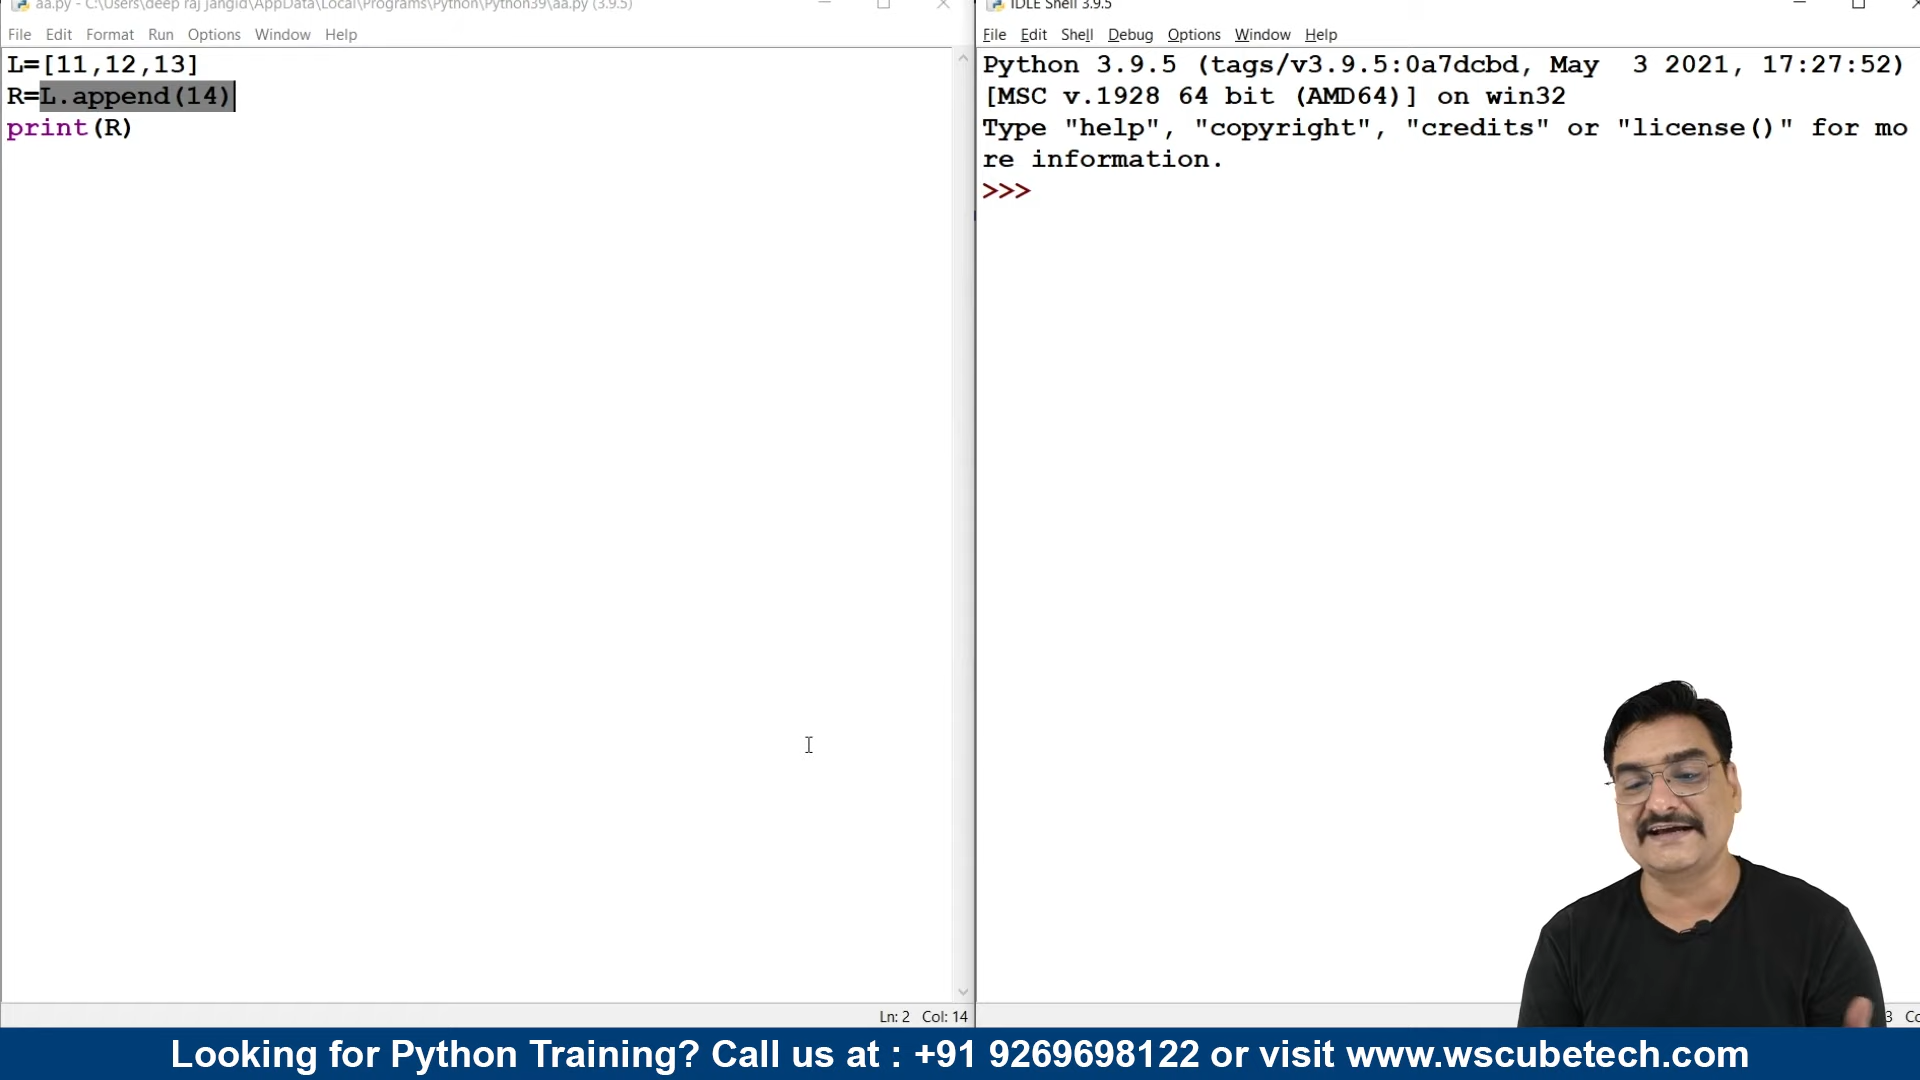 aa.py - C:\Users\deep raj jangid\AppData\Local\Programs\Python\Python39\aa.py (3.9.5)
File Edit Format Run Options Window Help
L=[11,12,13]
R=L.append(14)
print(R)
Ln: 2 Col: 14
IDLE Shell 3.9.5
File Edit Shell Debug Options Window Help
Python 3.9.5 (tags/v3.9.5:0a7dcbd, May 3 2021, 17:27:52)
[MSC v.1928 64 bit (AMD64)] on win32
Type "help", "copyright", "credits" or "license()" for mo
re information.
>>>
Looking for Python Training? Call us at : +91 9269698122 or visit www.wscubetech.com